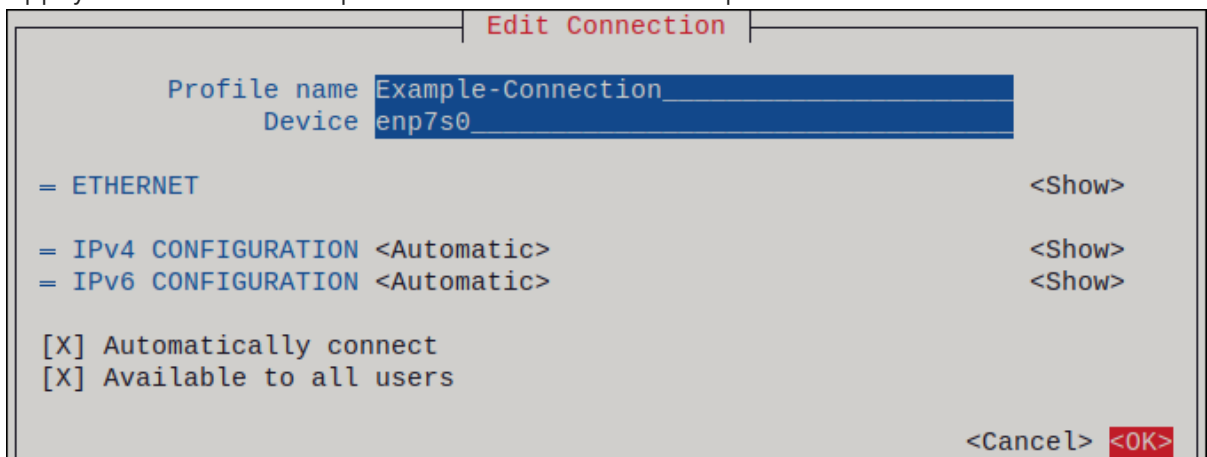 Edit Connection
Profile name Example-Connection
Device enp7s0
= ETHERNET <Show>
= IPv4 CONFIGURATION <Automatic> <Show>
= IPv6 CONFIGURATION <Automatic> <Show>
[X] Automatically connect
[X] Available to all users
<Cancel> <OK>